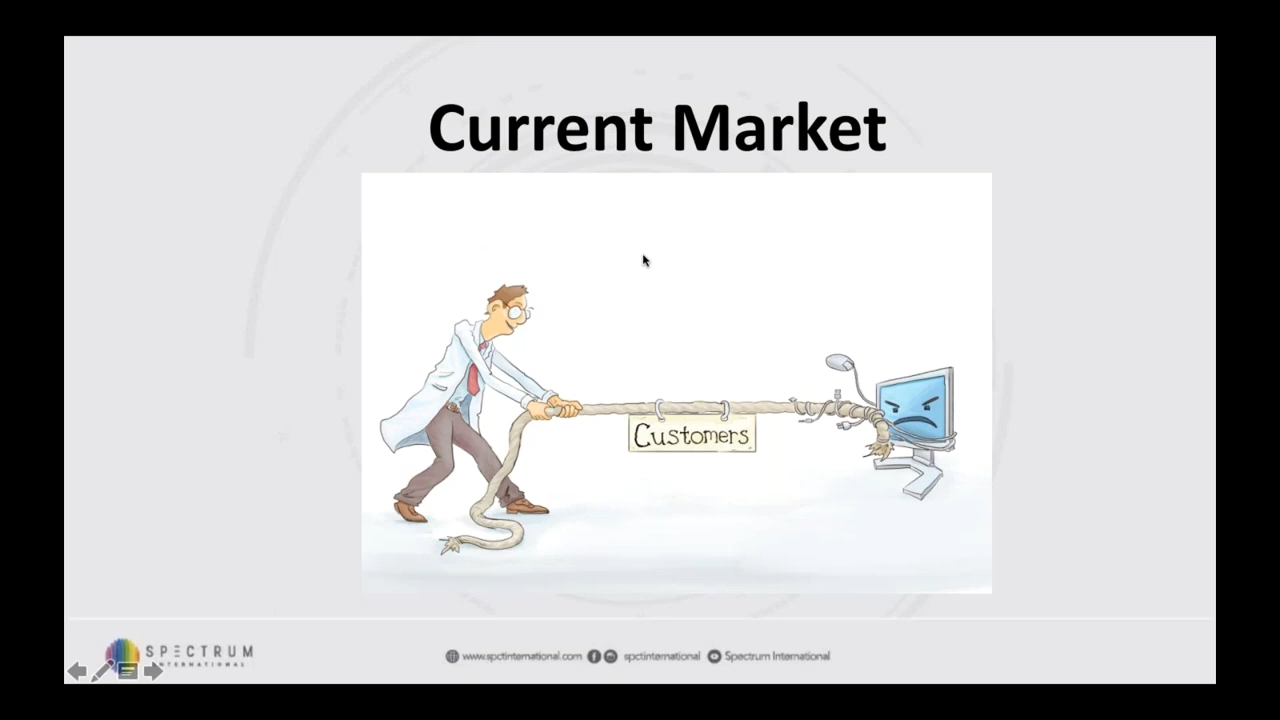 Current Market
Customers
SPECTRUM
INTERNATIONAL
www.spctinternational.com spctinternational Spectrum International